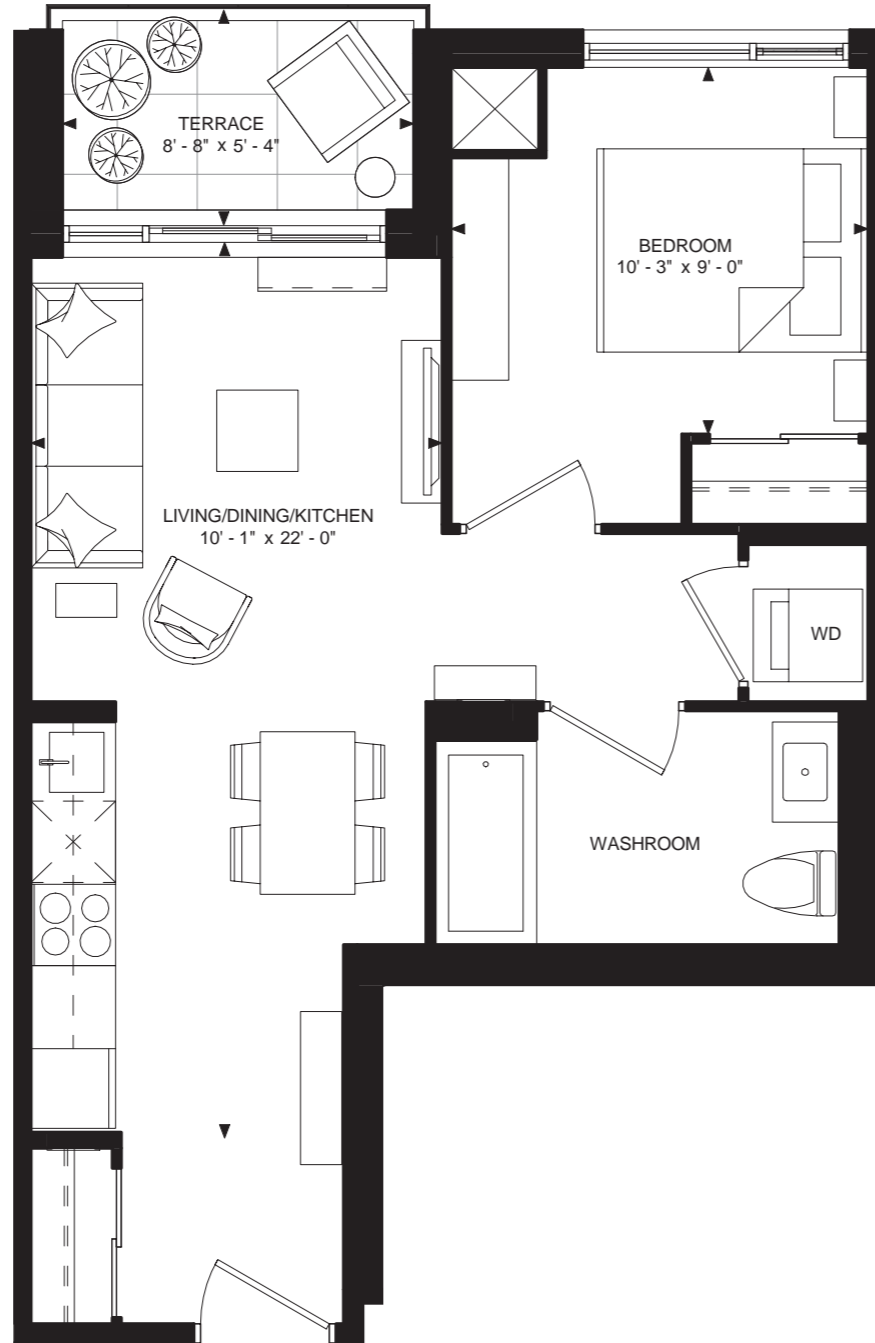 TERRACE
8' - 8" x 5' - 4"
BEDROOM
10' - 3" x 9' - 0"
LIVING/DINING/KITCHEN
10' - 1" x 22' - 0"
WD
WASHROOM